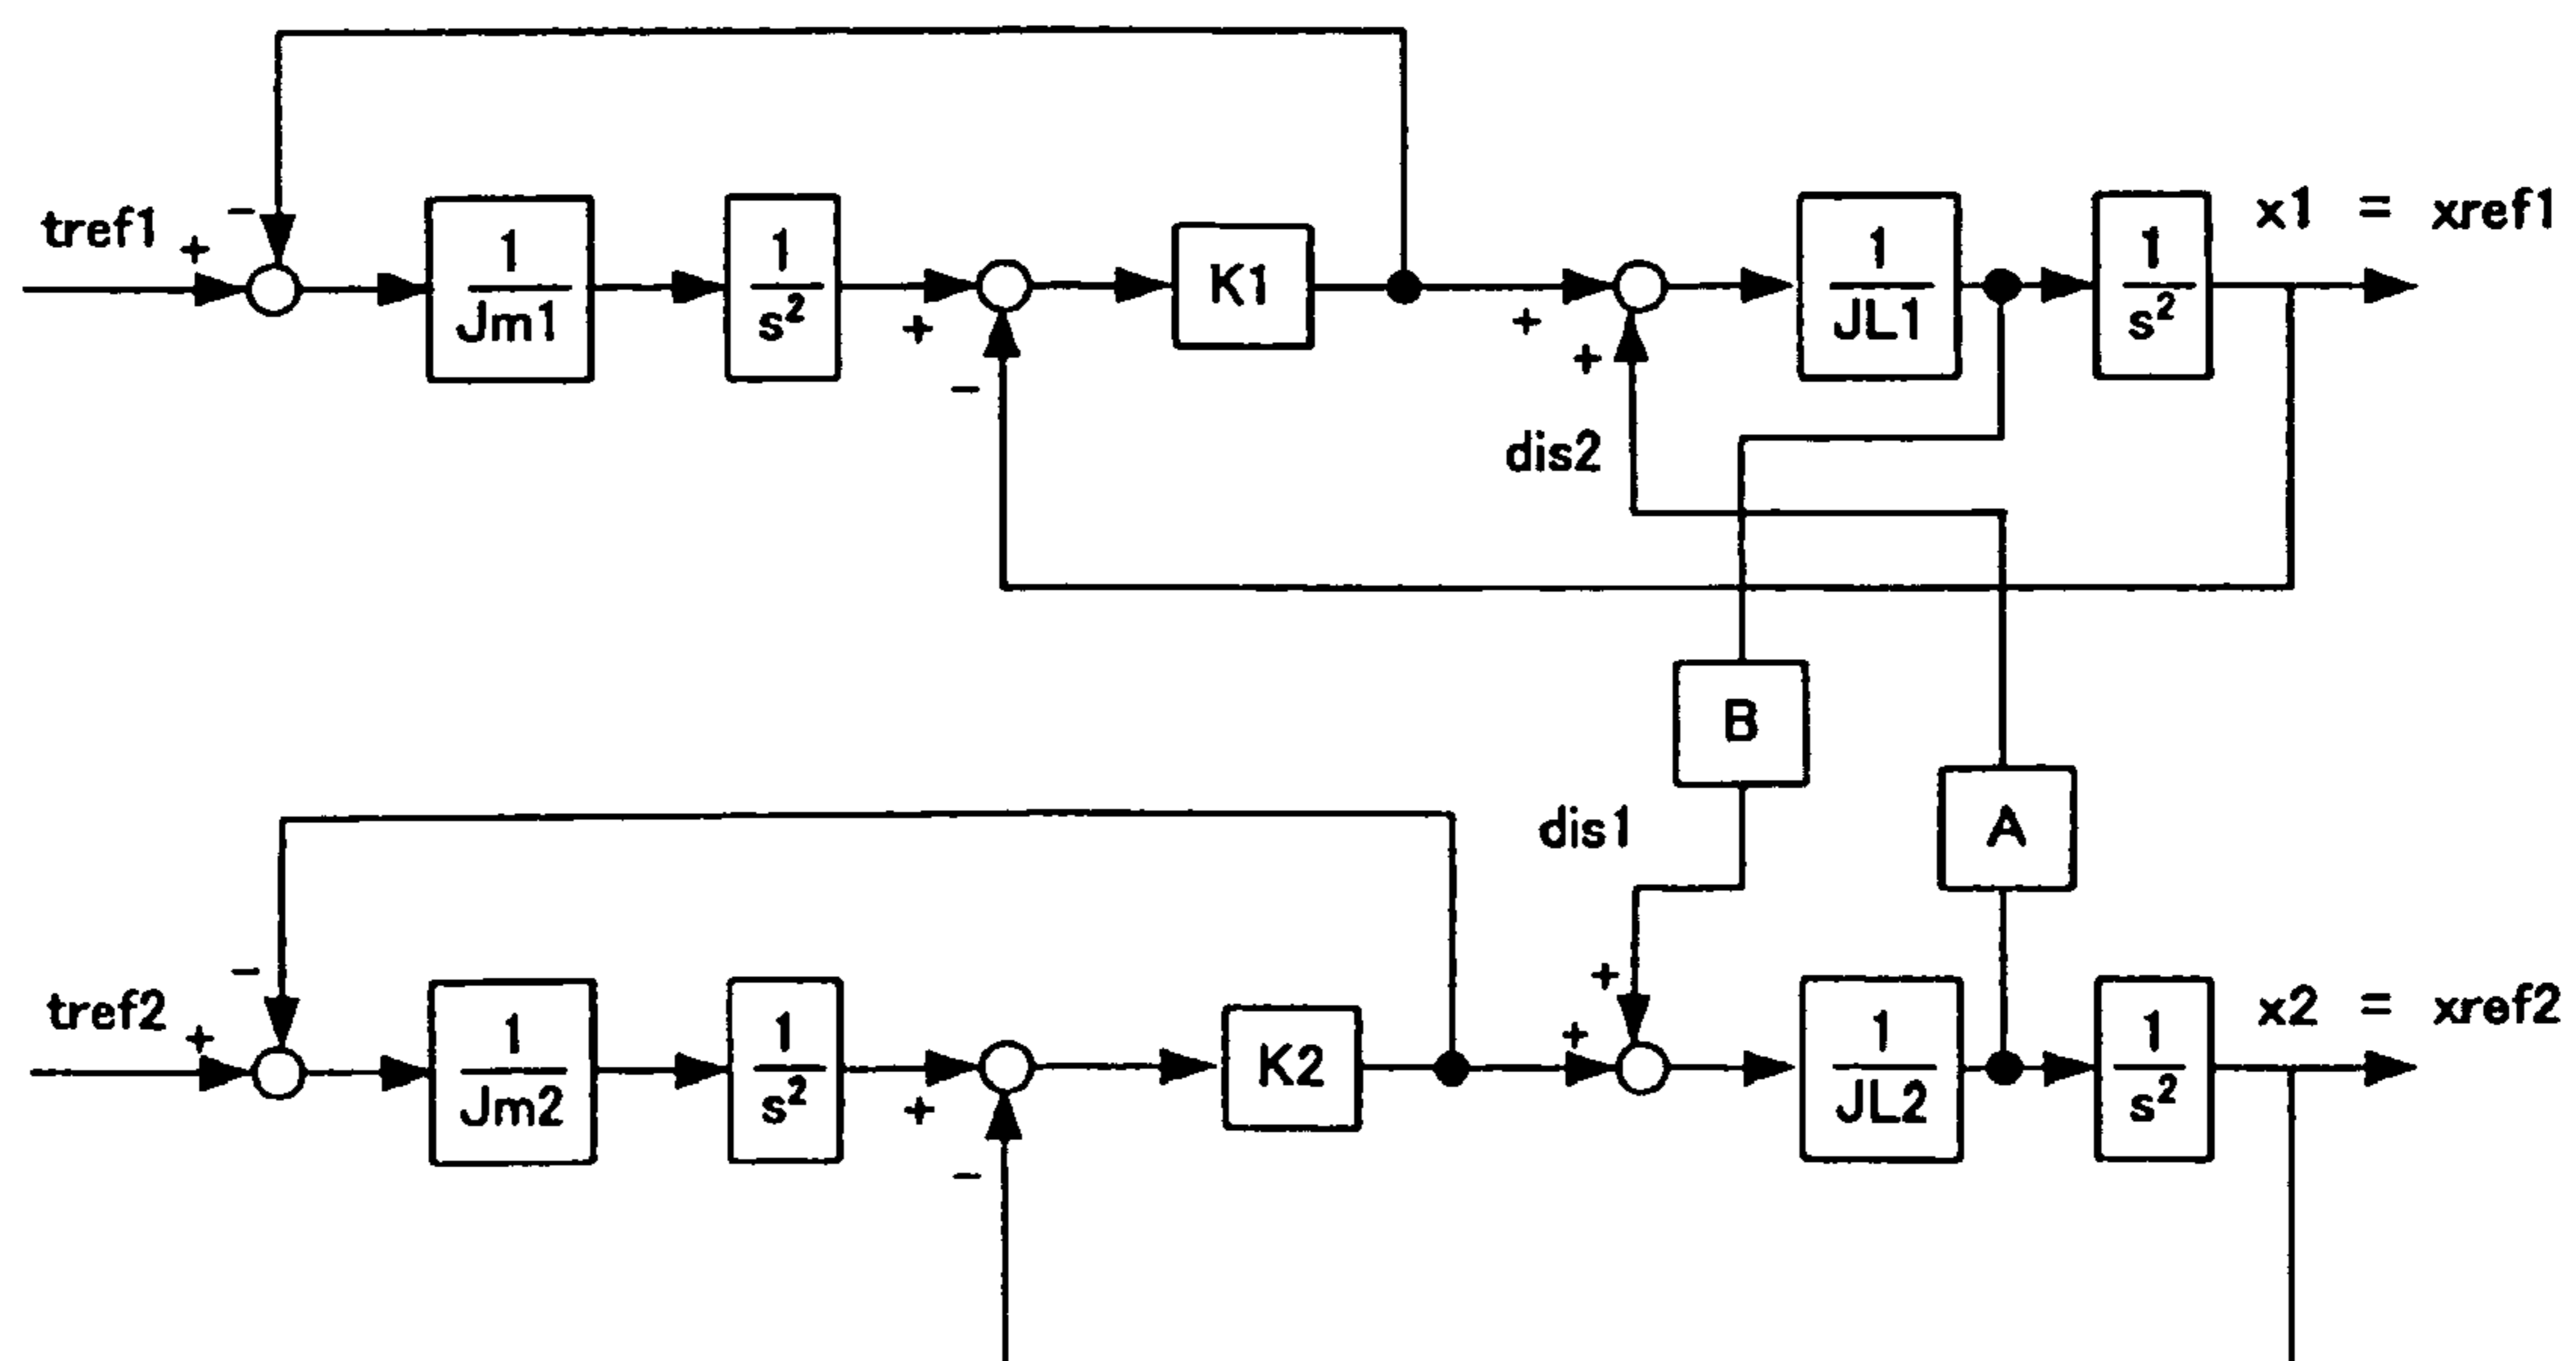 tref1 + −
1
Jm1
1
s²
+ −
K1
+ +
1
JL1
1
s²
x1 = xref1
dis2
B
A
dis1
tref2 + −
1
Jm2
1
s²
+ −
K2
+ +
1
JL2
1
s²
x2 = xref2